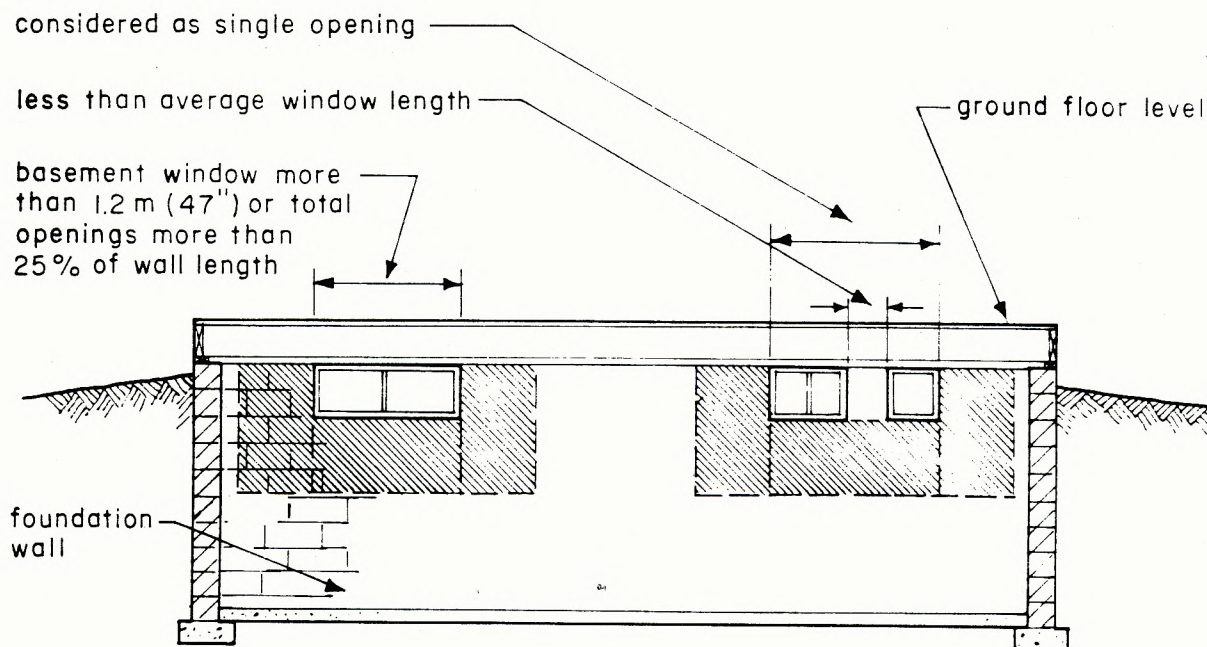 considered as single opening
less than average window length
ground floor level
basement window more
than 1.2 m (47") or total
openings more than
25% of wall length
foundation
wall